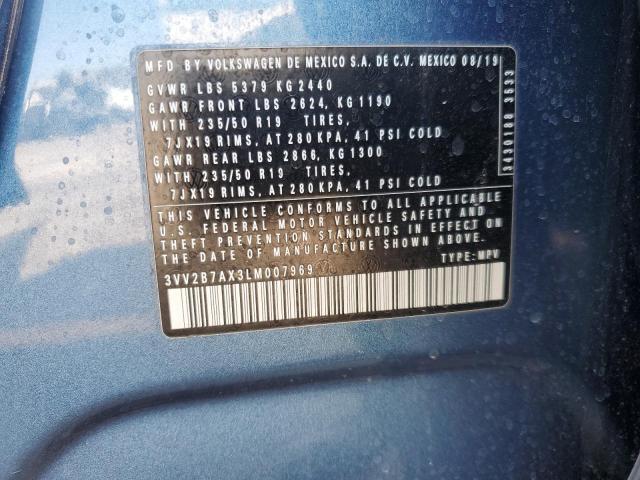 MFD BY VOLKSWAGEN DE MEXICO S.A. DE C.V. MEXICO 08/19
GVWR LBS 5379 KG 2440
GAWR FRONT LBS 2624, KG 1190
WITH 235/50 R19 TIRES,
7JX19 RIMS, AT 280 KPA, 41 PSI COLD
GAWR REAR LBS 2866, KG 1300
WITH 235/50 R19 TIRES,
7JX19 RIMS, AT 280 KPA, 41 PSI COLD
THIS VEHICLE CONFORMS TO ALL APPLICABLE
U.S. FEDERAL MOTOR VEHICLE SAFETY AND
THEFT PREVENTION STANDARDS IN EFFECT ON
THE DATE OF MANUFACTURE SHOWN ABOVE.
3VV2B7AX3LM007969 TYPE: MPV
3430188 3533